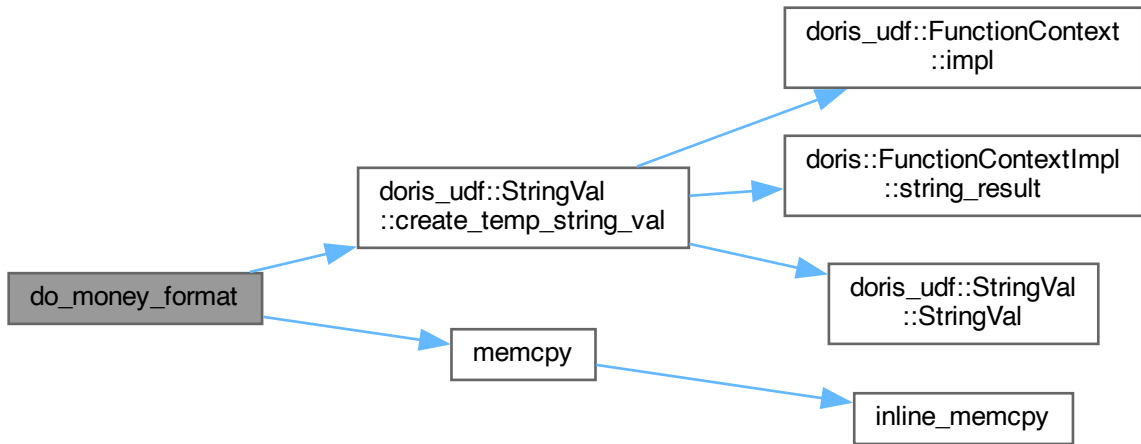 do_money_format
doris_udf::StringVal
::create_temp_string_val
memcpy
doris_udf::FunctionContext
::impl
doris::FunctionContextImpl
::string_result
doris_udf::StringVal
::StringVal
inline_memcpy